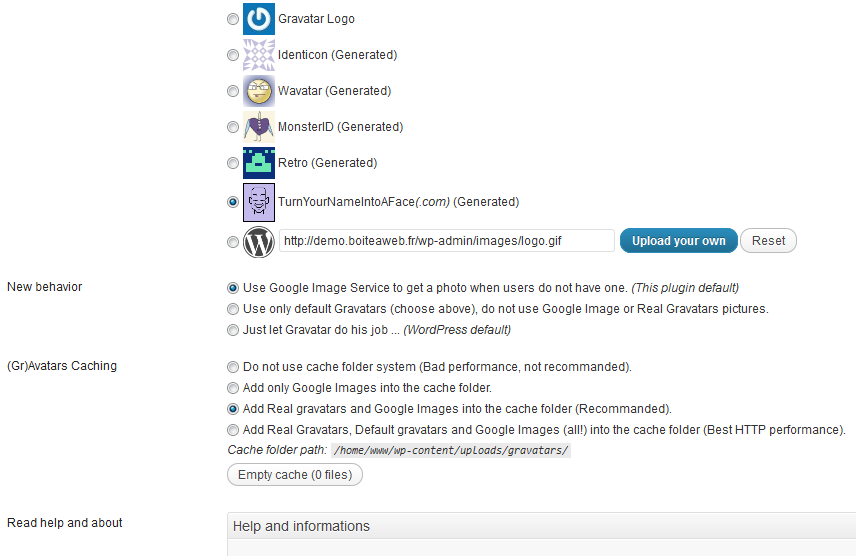 Gravatar Logo
Identicon (Generated)
Wavatar (Generated)
MonsterID (Generated)
Retro (Generated)
TurnYourNameIntoAFace(.com) (Generated)
http://demo.boiteaweb.fr/wp-admin/images/logo.gif Upload your own Reset
New behavior Use Google Image Service to get a photo when users do not have one. (This plugin default)
Use only default Gravatars (choose above), do not use Google Image or Real Gravatars pictures.
Just let Gravatar do his job ... (WordPress default)
(Gr)Avatars Caching Do not use cache folder system (Bad performance, not recommanded).
Add only Google Images into the cache folder.
Add Real gravatars and Google Images into the cache folder (Recommanded).
Add Real Gravatars, Default gravatars and Google Images (all!) into the cache folder (Best HTTP performance).
Cache folder path: /home/www/wp-content/uploads/gravatars/
Empty cache (0 files)
Read help and about Help and informations